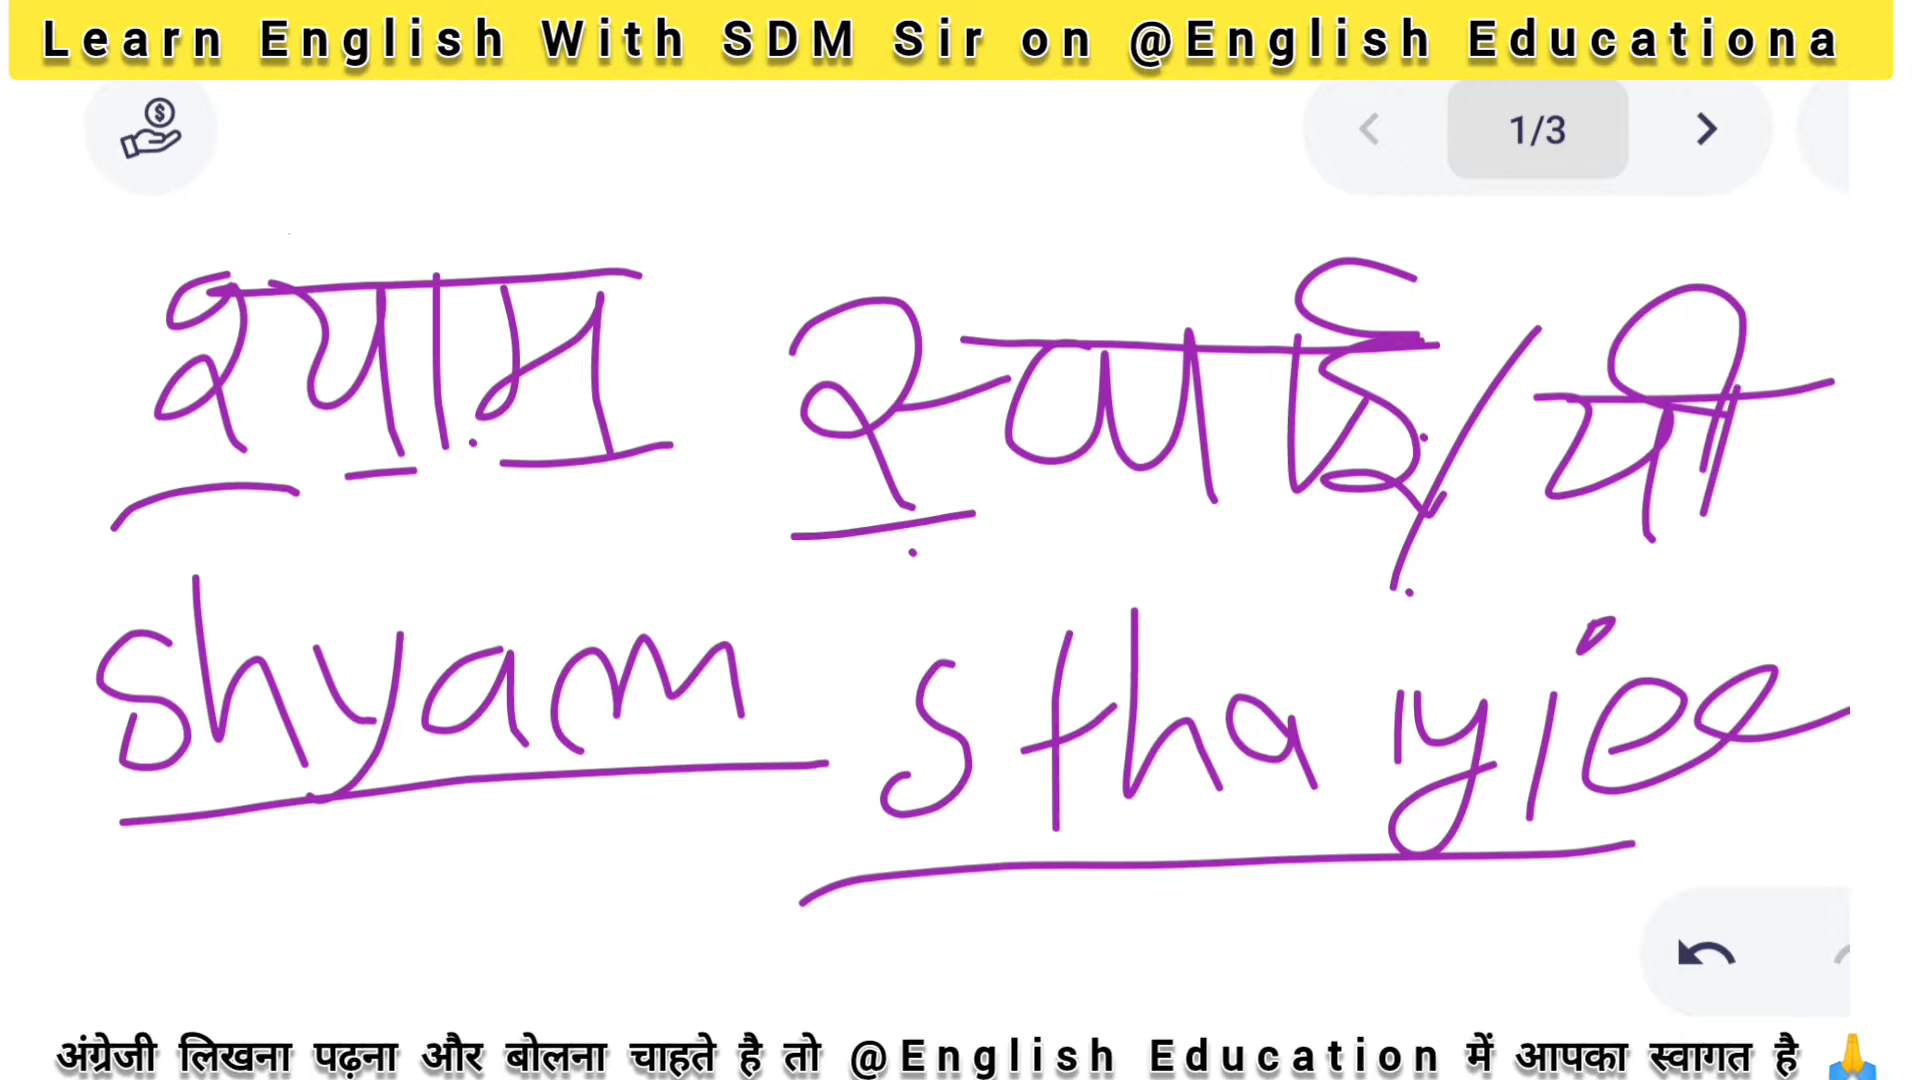 Learn English With SDM Sir on @English Educationa
1/3
श्याम स्थाई/यी
Shyam Sthayiee
अंग्रेजी लिखना पढ़ना और बोलना चाहते है तो @English Education में आपका स्वागत है 🙏